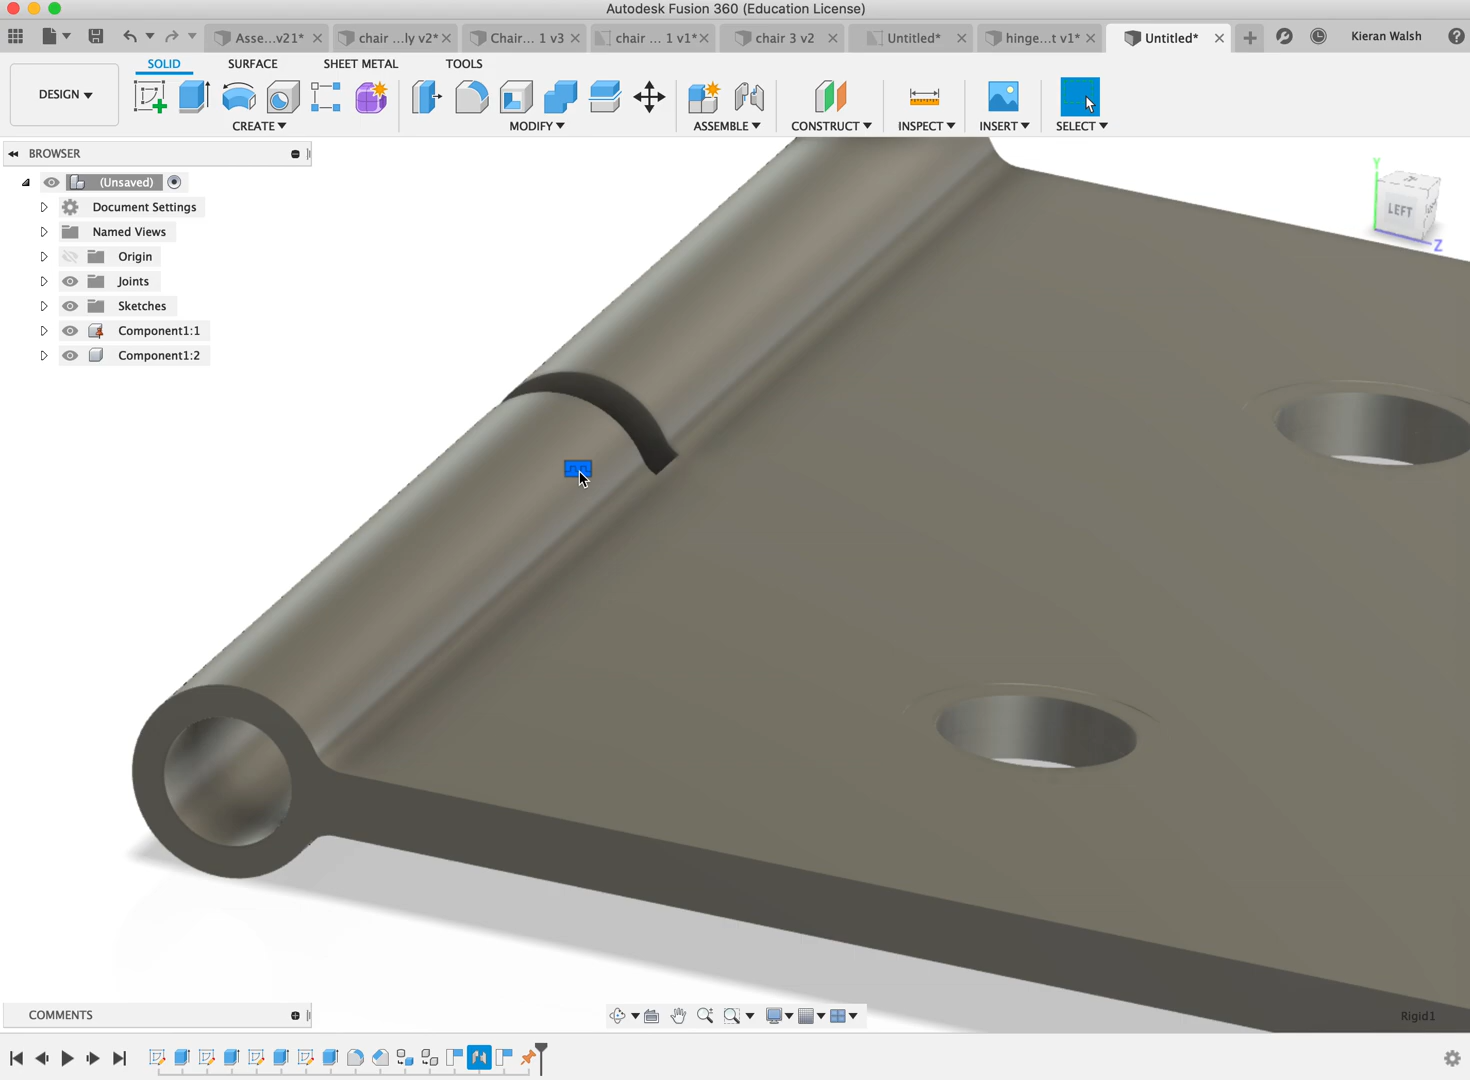 Autodesk Fusion 360 (Education License)
Asse...v21*
chair ...ly v2*
Chair... 1 v3
chair ... 1 v1*
chair 3 v2
Untitled*
hinge...t v1*
Untitled*
Kieran Walsh
SOLID SURFACE SHEET METAL TOOLS
DESIGN
CREATE MODIFY ASSEMBLE CONSTRUCT INSPECT INSERT SELECT
BROWSER
(Unsaved)
Document Settings
Named Views
Origin
Joints
Sketches
Component1:1
Component1:2
Y
LEFT
Z
COMMENTS
Rigid1